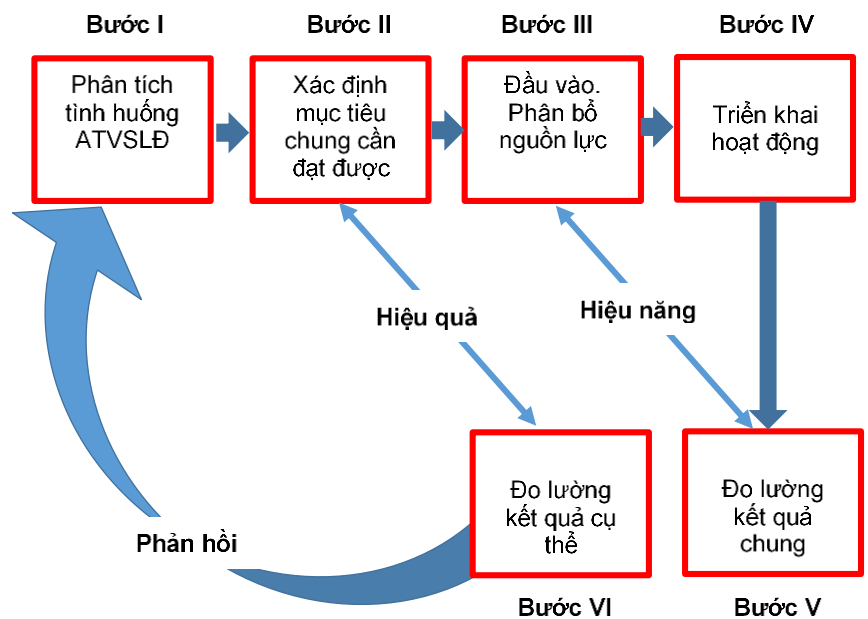 Bước I
Bước II
Bước III
Bước IV
Phân tích
tình huống
ATVSLĐ
Xác định
mục tiêu
chung cần
đạt được
Đầu vào.
Phân bổ
nguồn lực
Triển khai
hoạt động
Hiệu quả
Hiệu năng
Đo lường
kết quả cụ
thể
Đo lường
kết quả
chung
Phản hồi
Bước VI
Bước V